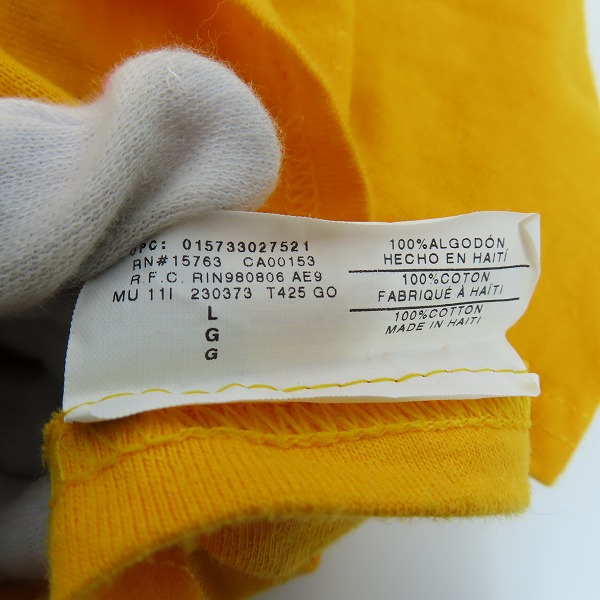 PC: 015733027521
RN#15763 CA00153
R.F.C. RIN980806 AE9
MU 11I 230373 T425 GO
L
G
G
100%ALGODÓN
HECHO EN HAITÍ
100%COTON
FABRIQUÉ À HAÏTI
100%COTTON
MADE IN HAITI